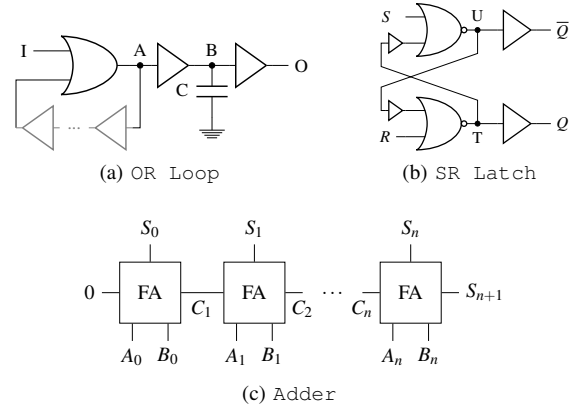 I
A
B
C
O
...
(a) OR Loop
S
U
Q̅
R
T
Q
(b) SR Latch
S₀ S₁ Sₙ
0 FA C₁ FA C₂ ... Cₙ FA Sₙ₊₁
A₀ B₀ A₁ B₁ Aₙ Bₙ
(c) Adder